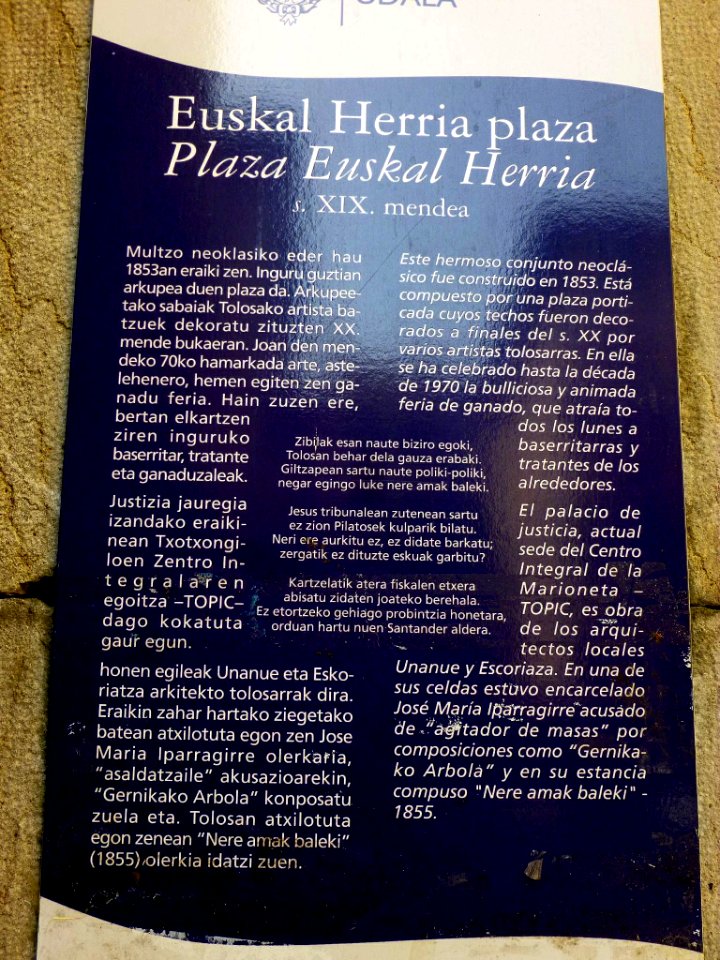 UDALA
Euskal Herria plaza
Plaza Euskal Herria
s. XIX. mendea
Multzo neoklasiko eder hau
1853an eraiki zen. Inguru guztian
arkupea duen plaza da. Arkupee-
tako sabaiak Tolosako artista ba-
tzuek dekoratu zituzten XX.
mende bukaeran. Joan den men-
deko 70ko hamarkada arte, aste-
lehenero, hemen egiten zen ga-
nadu feria. Hain zuzen ere,
bertan elkartzen
ziren inguruko
baserritar, tratante
eta ganaduzaleak.
Justizia jauregia
izandako eraiki-
nean Txotxongi-
loen Zentro In-
tegralaren
egoitza –TOPIC–
dago kokatuta
gaur egun.
honen egileak Unanue eta Esko-
riatza arkitekto tolosarrak dira.
Eraikin zahar hartako ziegetako
batean atxilotuta egon zen Jose
Maria Iparragirre olerkaria,
“asaldatzaile” akusazioarekin,
“Gernikako Arbola” konposatu
zuela eta. Tolosan atxilotuta
egon zenean “Nere amak baleki”
(1855) olerkia idatzi zuen.
Zibilak esan naute biziro egoki,
Tolosan behar dela gauza erabaki.
Giltzapean sartu naute poliki-poliki,
negar egingo luke nere amak baleki.
Jesus tribunalean zutenean sartu
ez zion Pilatosek kulparik bilatu.
Neri ere aurkitu ez, ez didate barkatu;
zergatik ez dituzte eskuak garbitu?
Kartzelatik atera fiskalen etxera
abisatu zidaten joateko berehala.
Ez etortzeko gehiago probintzia honetara,
orduan hartu nuen Santander aldera.
Este hermoso conjunto neoclá-
sico fue construido en 1853. Está
compuesto por una plaza porti-
cada cuyos techos fueron deco-
rados a finales del s. XX por
varios artistas tolosarras. En ella
se ha celebrado hasta la década
de 1970 la bulliciosa y animada
feria de ganado, que atraía to-
dos los lunes a
baserritarras y
tratantes de los
alrededores.
El palacio de
justicia, actual
sede del Centro
Integral de la
Marioneta –
TOPIC, es obra
de los arqui-
tectos locales
Unanue y Escoriaza. En una de
sus celdas estuvo encarcelado
José María Iparragirre acusado
de “agitador de masas” por
composiciones como “Gernika-
ko Arbola” y en su estancia
compuso "Nere amak baleki" -
1855.